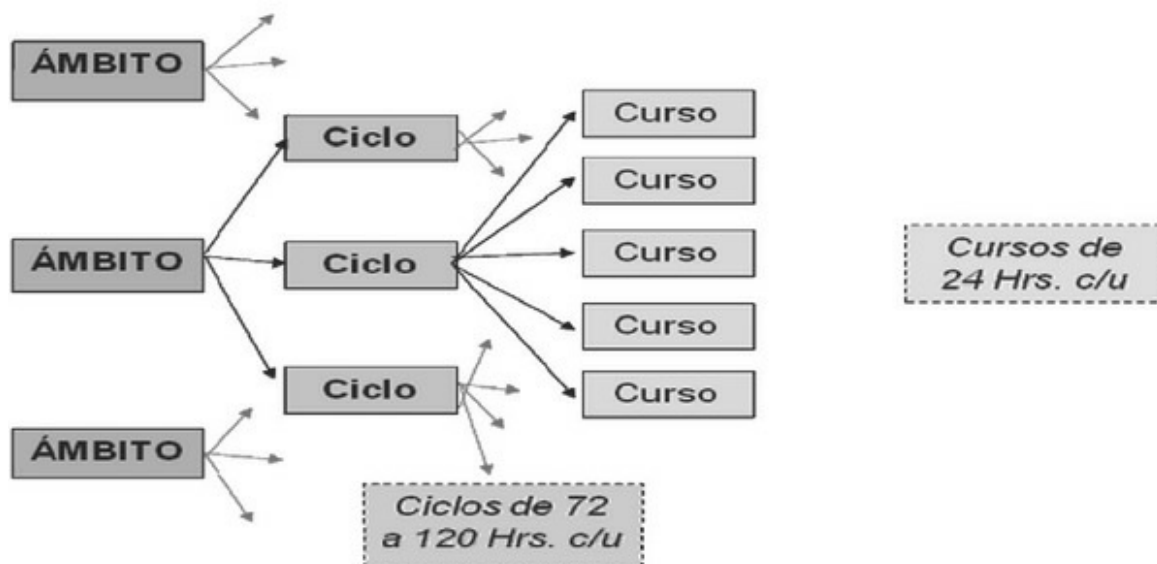 ÁMBITO
Ciclo
Curso
Curso
ÁMBITO
Ciclo
Curso
Cursos de
24 Hrs. c/u
Curso
Ciclo
Curso
ÁMBITO
Ciclos de 72
a 120 Hrs. c/u